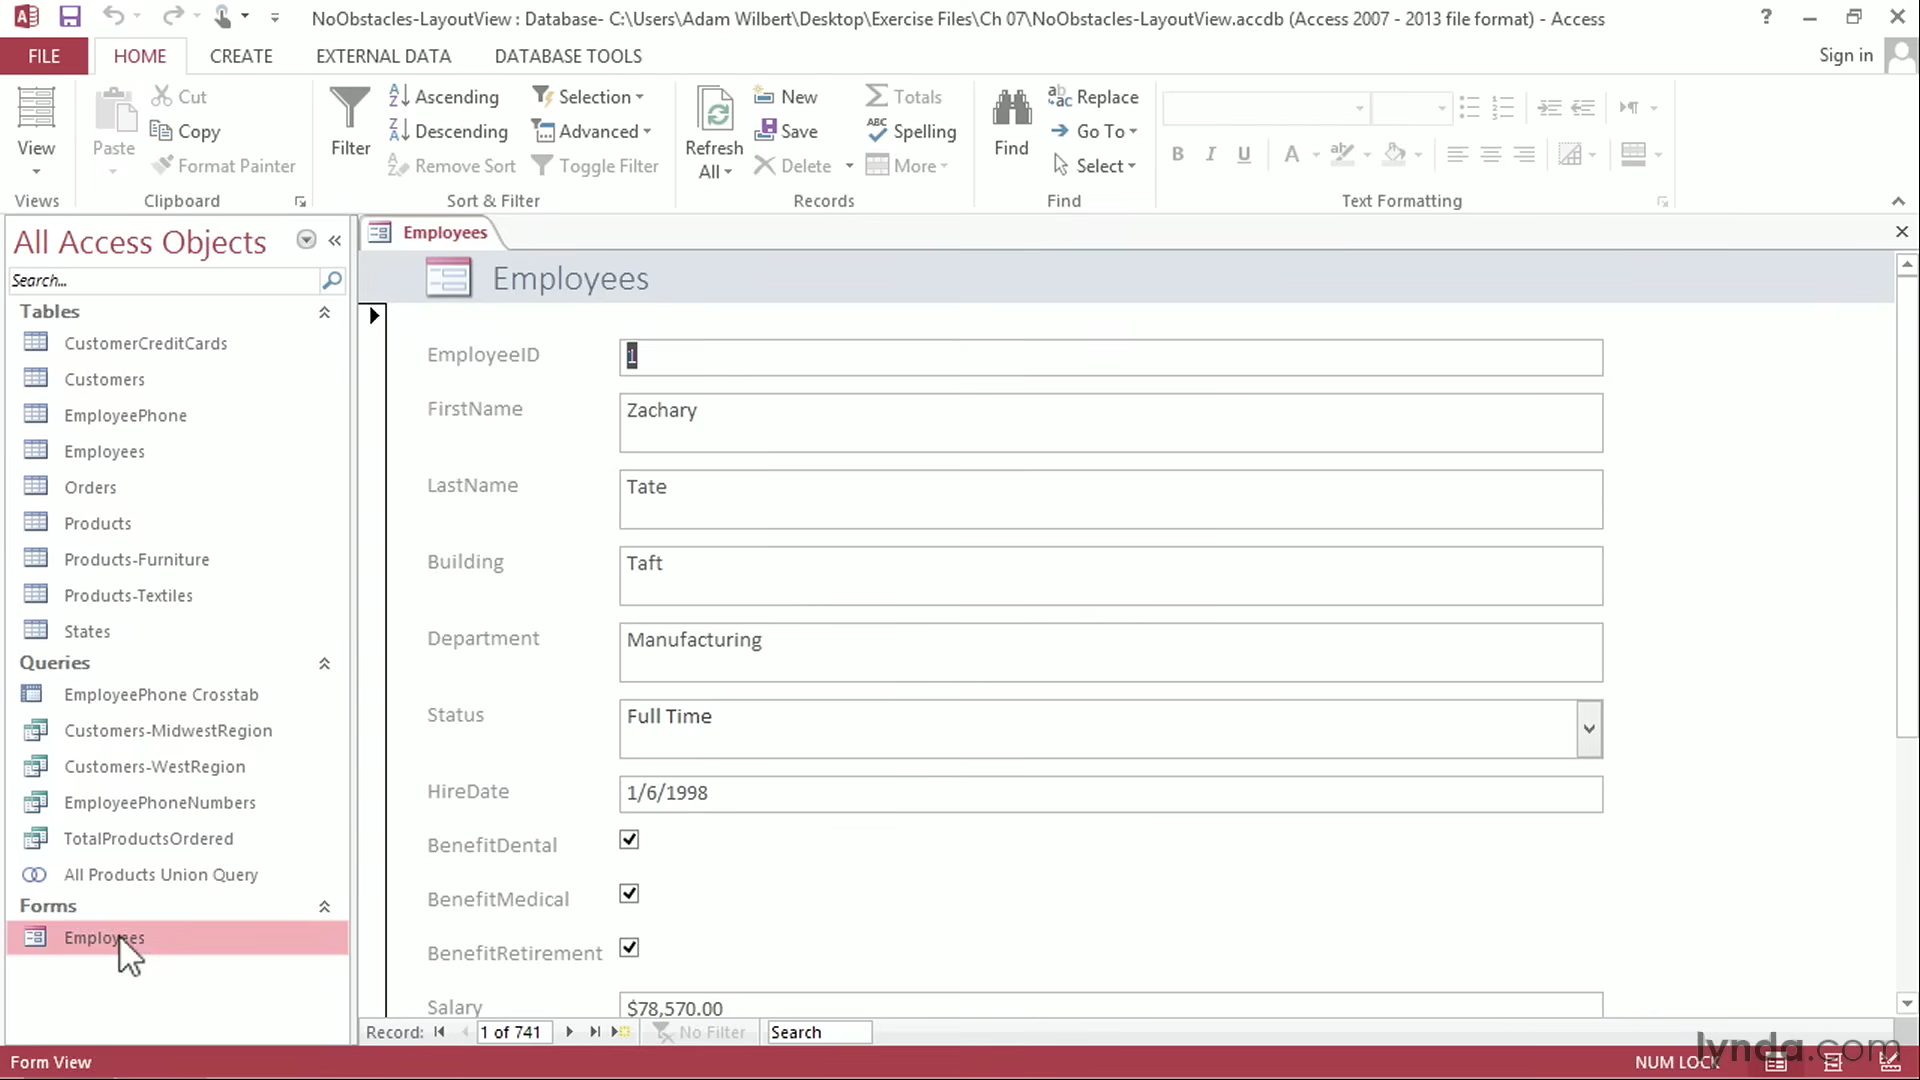 NoObstacles-LayoutView : Database- C:\Users\Adam Wilbert\Desktop\Exercise Files\Ch 07\NoObstacles-LayoutView.accdb (Access 2007 - 2013 file format) - Access
?
FILE HOME CREATE EXTERNAL DATA DATABASE TOOLS Sign in
View
Views
Paste
Cut
Copy
Format Painter
Clipboard
Filter
Ascending
Descending
Remove Sort
Selection
Advanced
Toggle Filter
Sort & Filter
Refresh
All
New
Save
Delete
Totals
Spelling
More
Records
Find
Replace
Go To
Select
Find
B I U A
Text Formatting
All Access Objects
Search...
Tables
CustomerCreditCards
Customers
EmployeePhone
Employees
Orders
Products
Products-Furniture
Products-Textiles
States
Queries
EmployeePhone Crosstab
Customers-MidwestRegion
Customers-WestRegion
EmployeePhoneNumbers
TotalProductsOrdered
All Products Union Query
Forms
Employees
Employees
Employees
EmployeeID 1
FirstName Zachary
LastName Tate
Building Taft
Department Manufacturing
Status Full Time
HireDate 1/6/1998
BenefitDental
BenefitMedical
BenefitRetirement
Salary $78,570.00
Record: 1 of 741 No Filter Search
Form View NUM LOCK
lynda.com